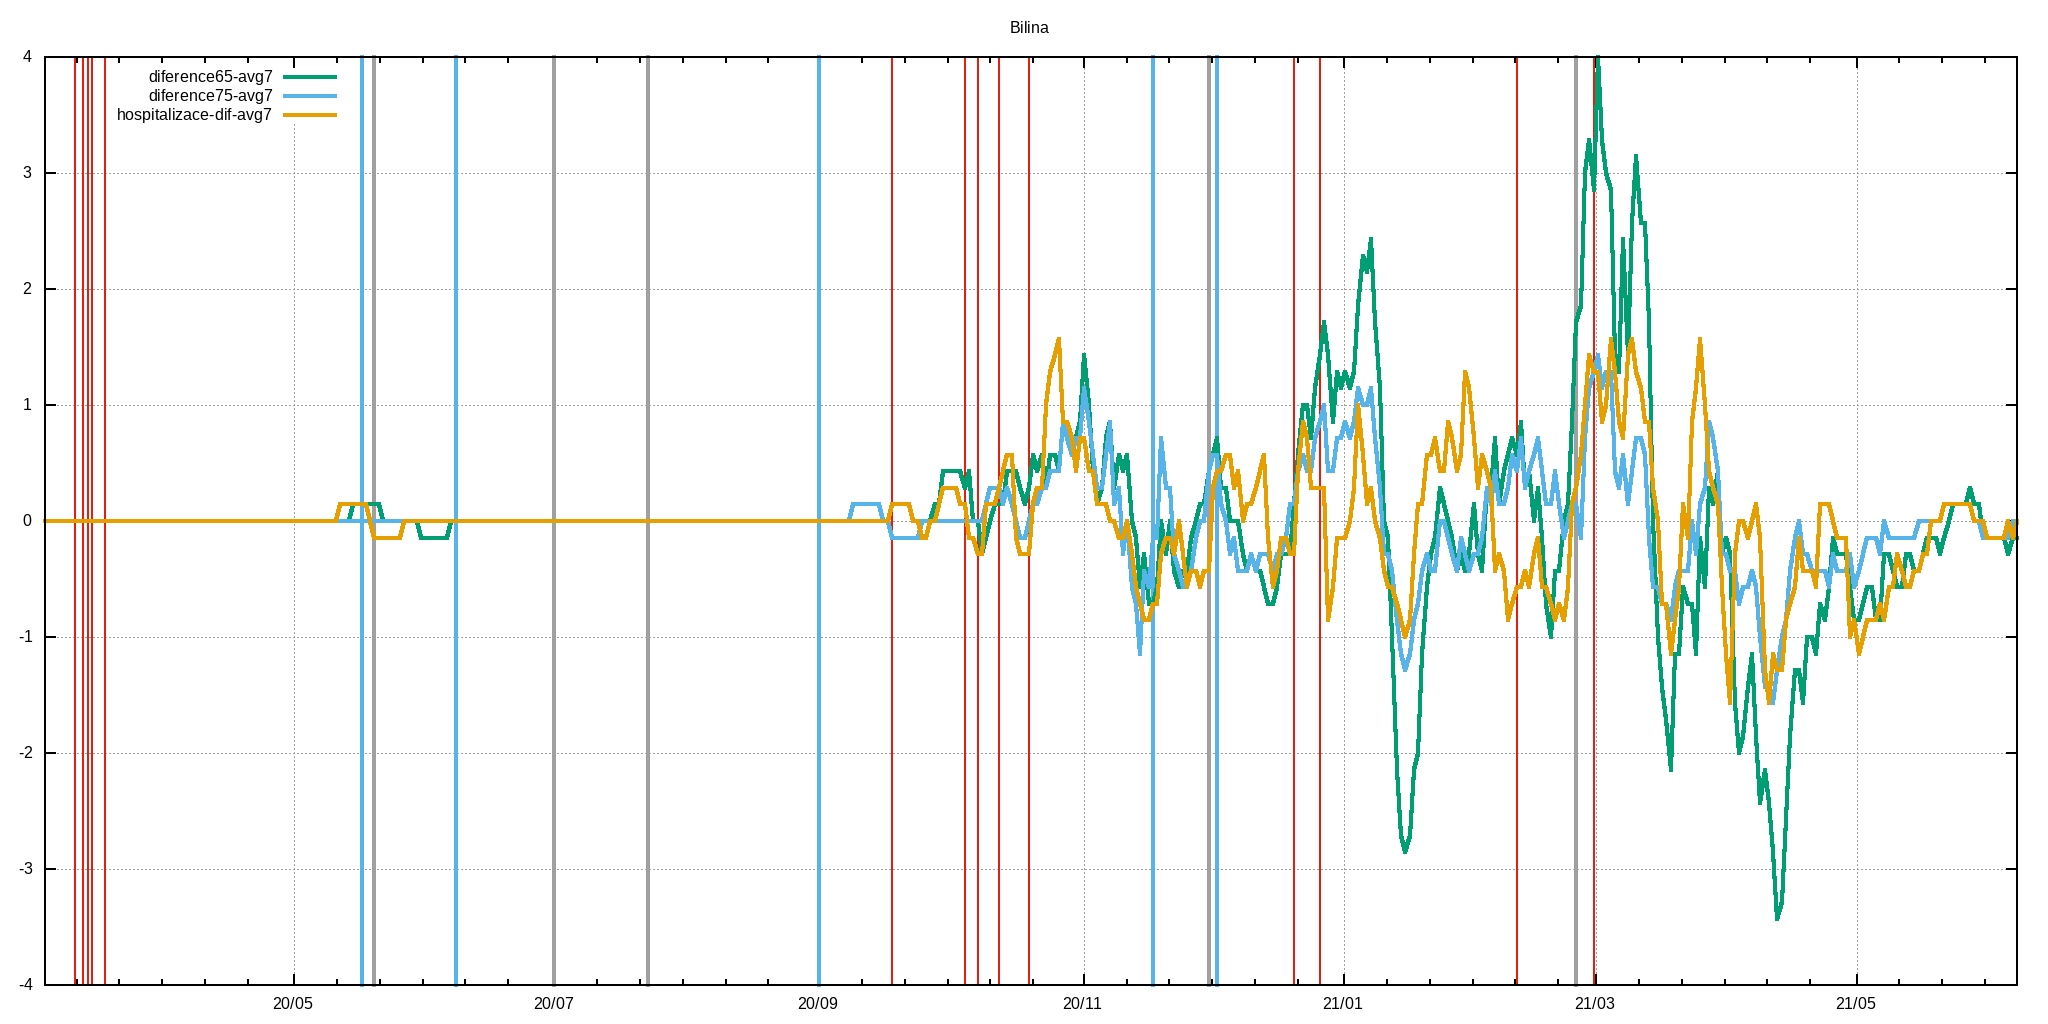 Bilina
diference65-avg7
diference75-avg7
hospitalizace-dif-avg7
4
3
2
1
0
-1
-2
-3
-4
20/05 20/07 20/09 20/11 21/01 21/03 21/05